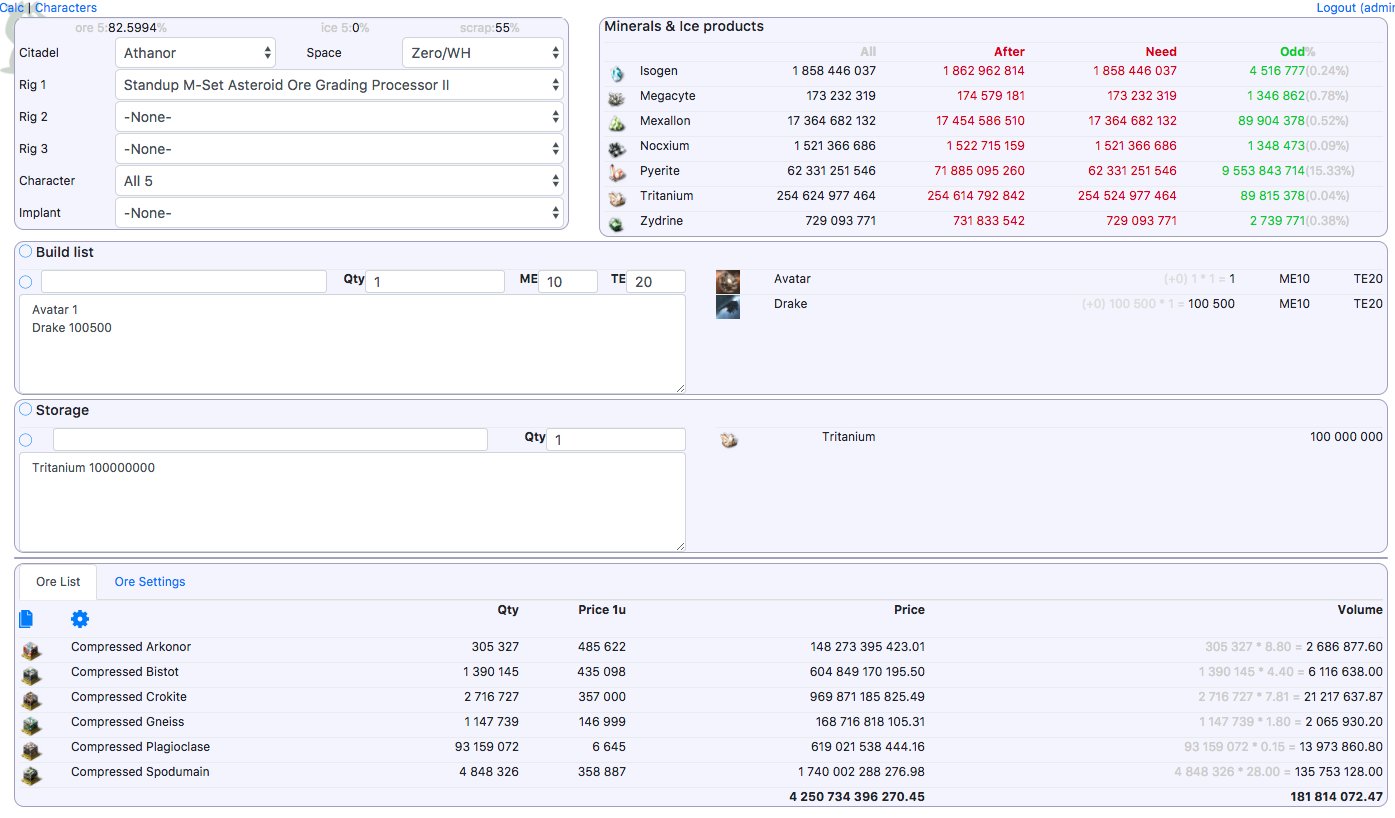 Calc | Characters Logout (admin
ore 5:82.5994% ice 5:0% scrap:55%
Citadel Athanor Space Zero/WH
Rig 1 Standup M-Set Asteroid Ore Grading Processor II
Rig 2 -None-
Rig 3 -None-
Character All 5
Implant -None-
Minerals & Ice products
All After Need Odd%
Isogen 1 858 446 037 1 862 962 814 1 858 446 037 4 516 777(0.24%)
Megacyte 173 232 319 174 579 181 173 232 319 1 346 862(0.78%)
Mexallon 17 364 682 132 17 454 586 510 17 364 682 132 89 904 378(0.52%)
Nocxium 1 521 366 686 1 522 715 159 1 521 366 686 1 348 473(0.09%)
Pyerite 62 331 251 546 71 885 095 260 62 331 251 546 9 553 843 714(15.33%)
Tritanium 254 624 977 464 254 614 792 842 254 524 977 464 89 815 378(0.04%)
Zydrine 729 093 771 731 833 542 729 093 771 2 739 771(0.38%)
Build list
Qty 1 ME 10 TE 20
Avatar 1
Drake 100500
Avatar (+0) 1 * 1 = 1 ME10 TE20
Drake (+0) 100 500 * 1 = 100 500 ME10 TE20
Storage
Qty 1
Tritanium 100000000
Tritanium 100 000 000
Ore List Ore Settings
Qty Price 1u Price Volume
Compressed Arkonor 305 327 485 622 148 273 395 423.01 305 327 * 8.80 = 2 686 877.60
Compressed Bistot 1 390 145 435 098 604 849 170 195.50 1 390 145 * 4.40 = 6 116 638.00
Compressed Crokite 2 716 727 357 000 969 871 185 825.49 2 716 727 * 7.81 = 21 217 637.87
Compressed Gneiss 1 147 739 146 999 168 716 818 105.31 1 147 739 * 1.80 = 2 065 930.20
Compressed Plagioclase 93 159 072 6 645 619 021 538 444.16 93 159 072 * 0.15 = 13 973 860.80
Compressed Spodumain 4 848 326 358 887 1 740 002 288 276.98 4 848 326 * 28.00 = 135 753 128.00
4 250 734 396 270.45 181 814 072.47